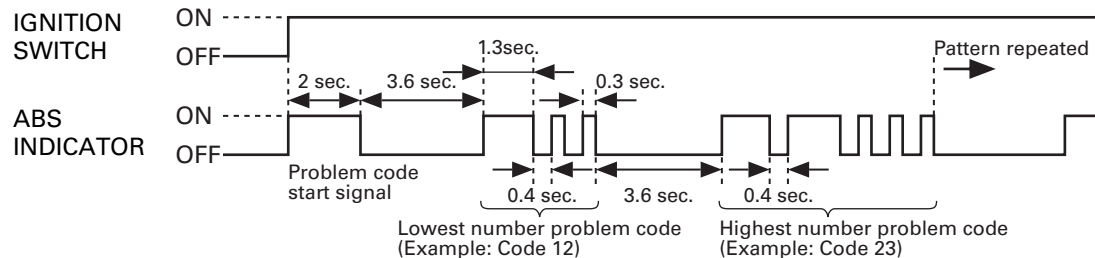 IGNITION
SWITCH
ON
OFF
1.3sec.
Pattern repeated
2 sec.
3.6 sec.
0.3 sec.
ABS
INDICATOR
ON
OFF
Problem code
start signal
0.4 sec.
3.6 sec.
0.4 sec.
Lowest number problem code
(Example: Code 12)
Highest number problem code
(Example: Code 23)